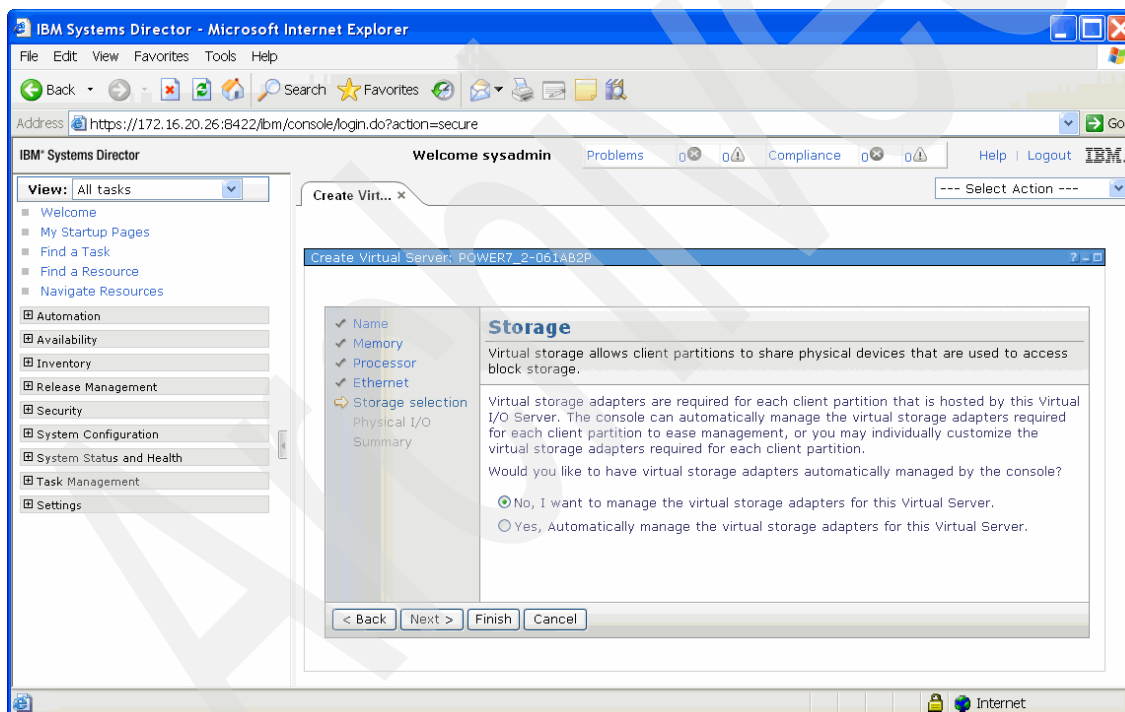 IBM Systems Director - Microsoft Internet Explorer
File Edit View Favorites Tools Help
Back Search Favorites
Address https://172.16.20.26:8422/ibm/console/login.do?action=secure Go
IBM® Systems Director Welcome sysadmin Problems 0 0 Compliance 0 0 Help | Logout IBM.
View: All tasks
Create Virt... × --- Select Action ---
Welcome
My Startup Pages
Find a Task
Find a Resource
Navigate Resources
Automation
Availability
Inventory
Release Management
Security
System Configuration
System Status and Health
Task Management
Settings
Create Virtual Server: POWER7_2-061AB2P ? – □
Name
Memory
Processor
Ethernet
Storage selection
Physical I/O
Summary
Storage
Virtual storage allows client partitions to share physical devices that are used to access
block storage.
Virtual storage adapters are required for each client partition that is hosted by this Virtual
I/O Server. The console can automatically manage the virtual storage adapters required
for each client partition to ease management, or you may individually customize the
virtual storage adapters required for each client partition.
Would you like to have virtual storage adapters automatically managed by the console?
No, I want to manage the virtual storage adapters for this Virtual Server.
Yes, Automatically manage the virtual storage adapters for this Virtual Server.
< Back Next > Finish Cancel
Internet